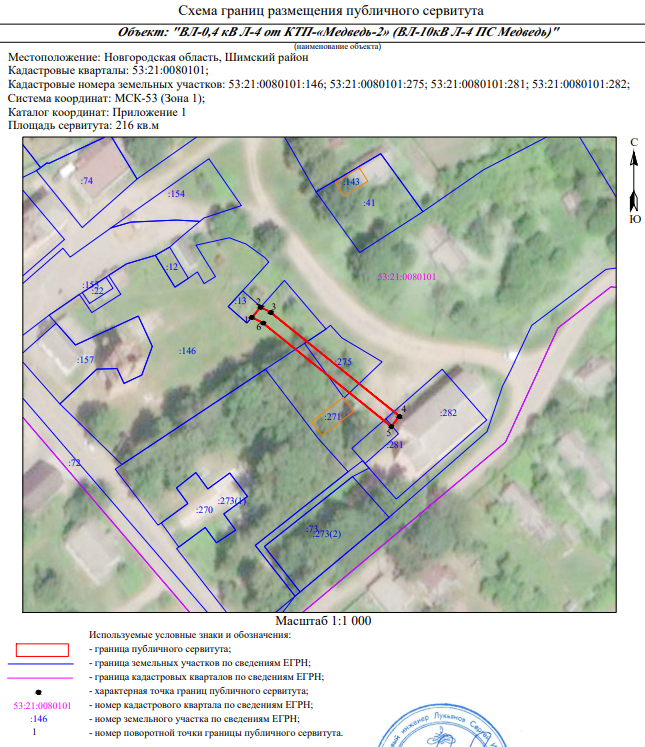 Схема границ размещения публичного сервитута
Объект: "ВЛ-0,4 кВ Л-4 от КТП-«Медведь-2» (ВЛ-10кВ Л-4 ПС Медведь)"
(наименование объекта)
Местоположение: Новгородская область, Шимский район
Кадастровые кварталы: 53:21:0080101;
Кадастровые номера земельных участков: 53:21:0080101:146; 53:21:0080101:275; 53:21:0080101:281; 53:21:0080101:282;
Система координат: МСК-53 (Зона 1);
Каталог координат: Приложение 1
Площадь сервитута: 216 кв.м
С
Ю
:74
:154
:143
:41
:12
:22
53:21:0080101
:13
2
3
1
6
:146
:157
:275
:271
4
5
:282
:281
:72
:273(1)
:270
:73
:273(2)
Масштаб 1:1 000
Используемые условные знаки и обозначения:
- граница публичного сервитута;
- граница земельных участков по сведениям ЕГРН;
- граница кадастровых кварталов по сведениям ЕГРН;
- характерная точка границ публичного сервитута;
53:21:0080101 - номер кадастрового квартала по сведениям ЕГРН;
:146 - номер земельного участка по сведениям ЕГРН;
1 - номер поворотной точки границы публичного сервитута.
инженер Лукьянов